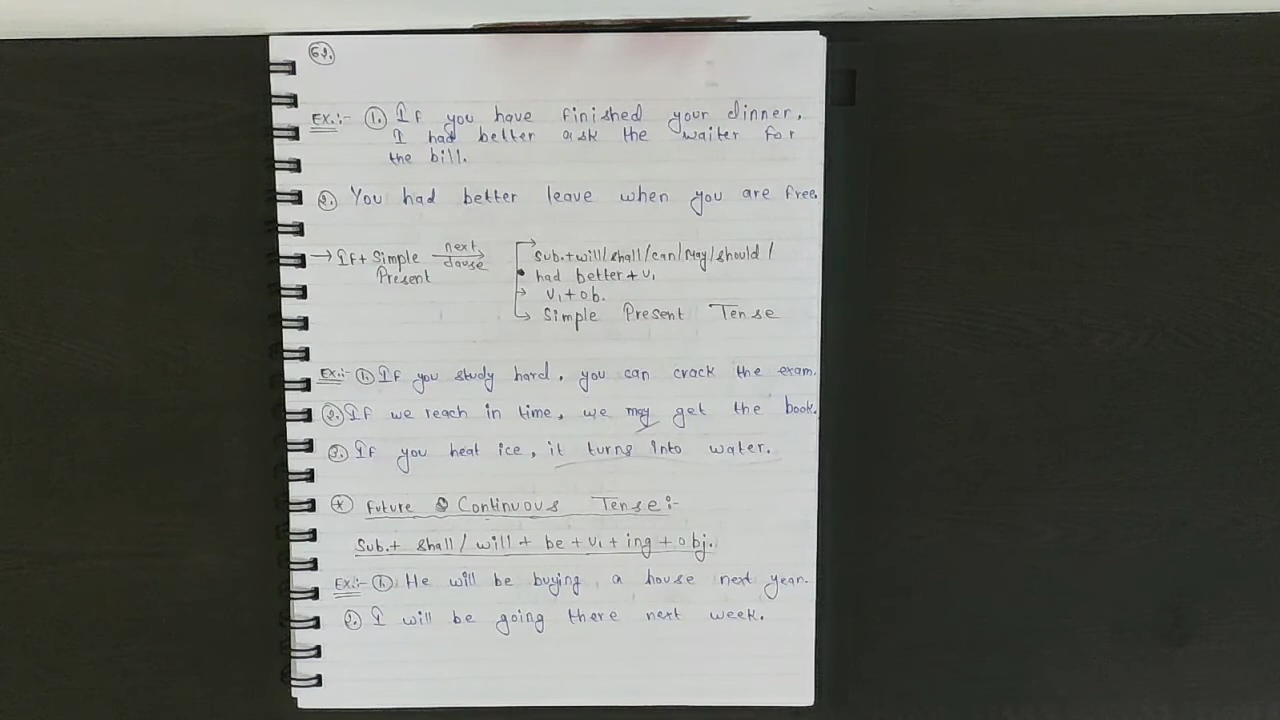 62.
Ex.:- 1. If you have finished your dinner,
I had better ask the waiter for
the bill.
2. You had better leave when you are free.
→ If + Simple Present next clause → Sub. + will/shall/can/may/should/
had better + V₁
→ V₁ + ob.
→ Simple Present Tense
Ex.:- 1. If you study hard, you can crack the exam.
2. If we reach in time, we may get the book.
3. If you heat ice, it turns into water.
* Future Continuous Tense:-
Sub. + shall / will + be + V₁ + ing + obj.
Ex.:- 1. He will be buying a house next year.
2. I will be going there next week.